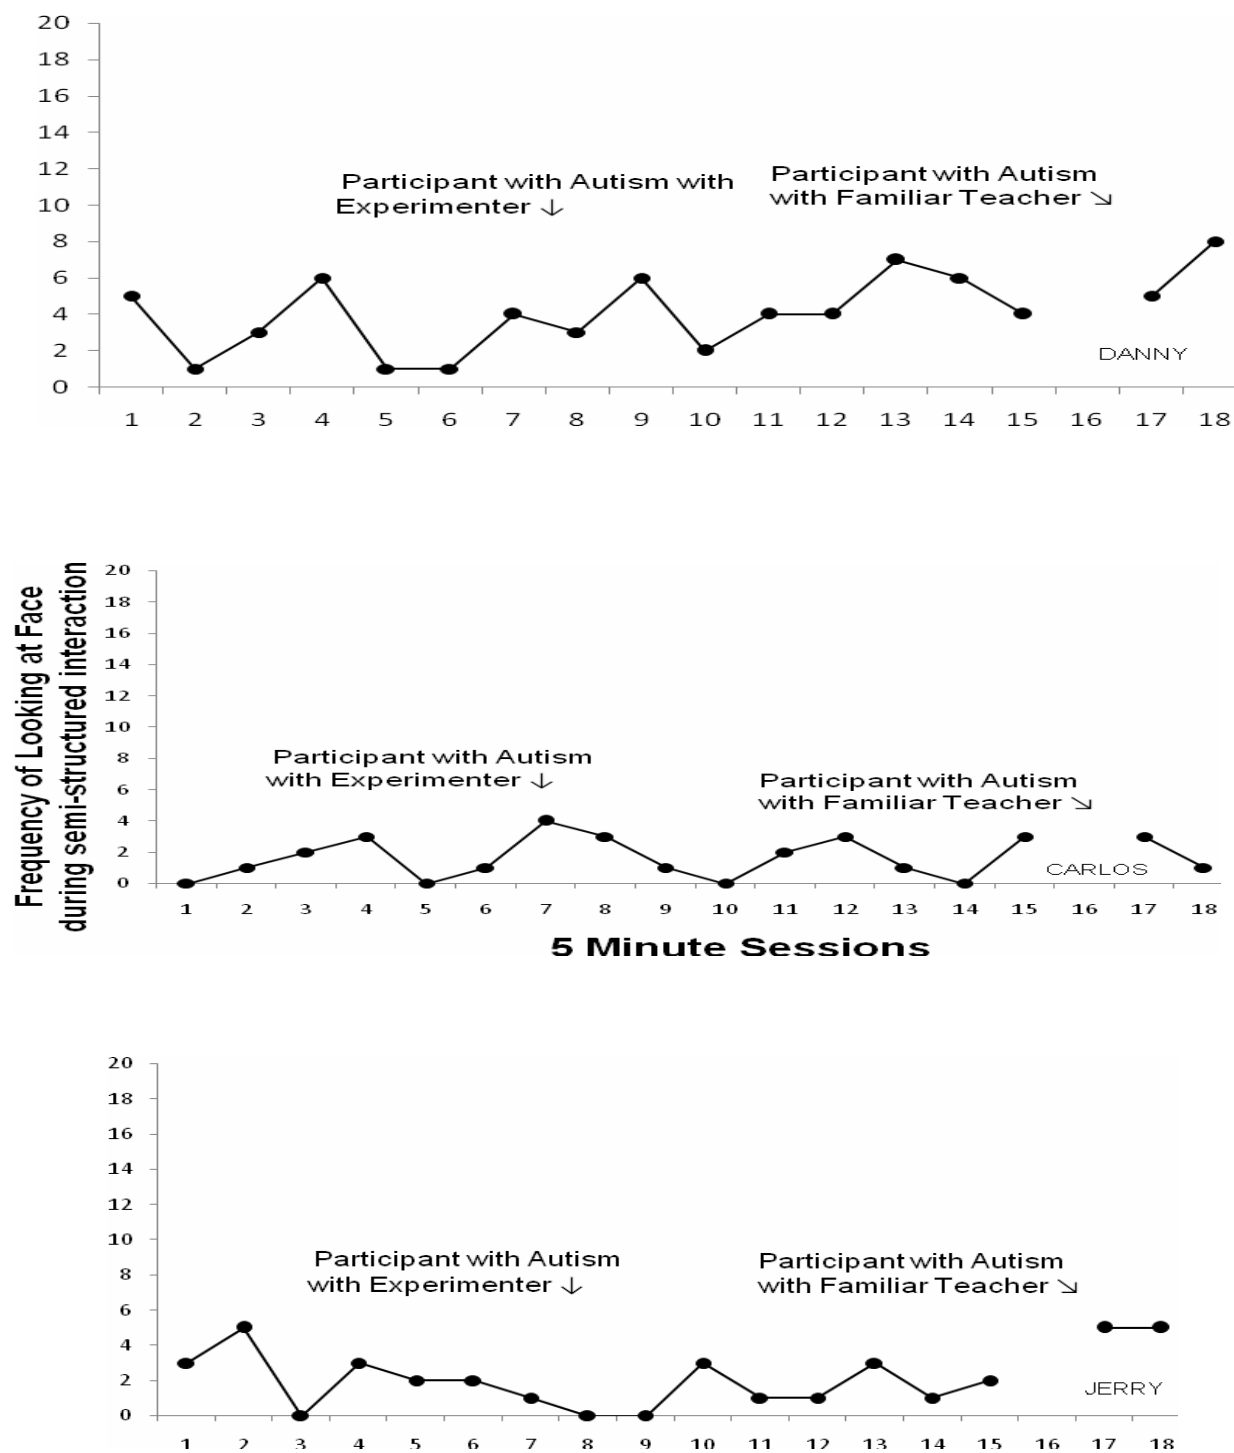 20
18
16
14
12
10
8
6
4
2
0
Participant with Autism with
Experimenter ↓
Participant with Autism
with Familiar Teacher ↘
DANNY
1 2 3 4 5 6 7 8 9 10 11 12 13 14 15 16 17 18
Frequency of Looking at Face
during semi-structured interaction
20
18
16
14
12
10
8
6
4
2
0
Participant with Autism
with Experimenter ↓
Participant with Autism
with Familiar Teacher ↘
CARLOS
1 2 3 4 5 6 7 8 9 10 11 12 13 14 15 16 17 18
5 Minute Sessions
20
18
16
14
12
10
8
6
4
2
0
Participant with Autism
with Experimenter ↓
Participant with Autism
with Familiar Teacher ↘
JERRY
1 2 3 4 5 6 7 8 9 10 11 12 13 14 15 16 17 18